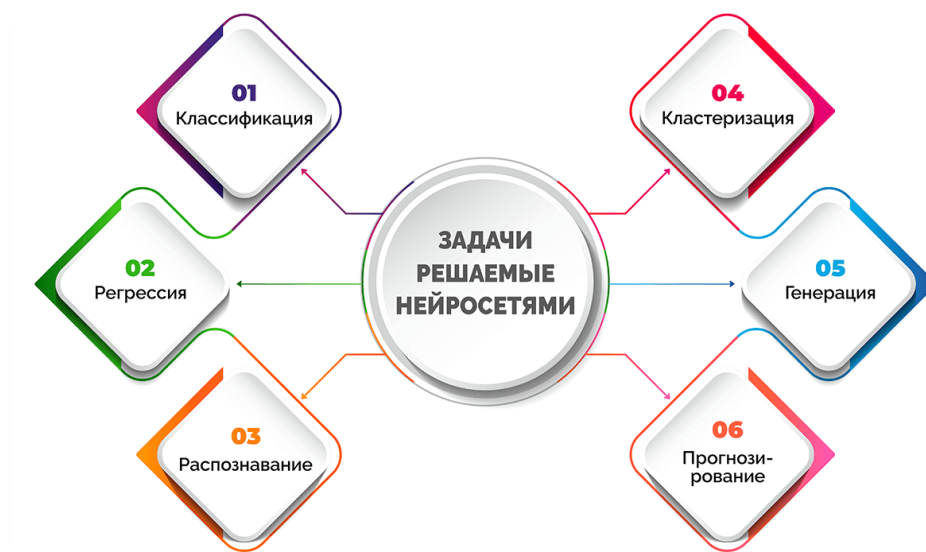 ЗАДАЧИ
РЕШАЕМЫЕ
НЕЙРОСЕТЯМИ
01
Классификация
02
Регрессия
03
Распознавание
04
Кластеризация
05
Генерация
06
Прогнози-
рование